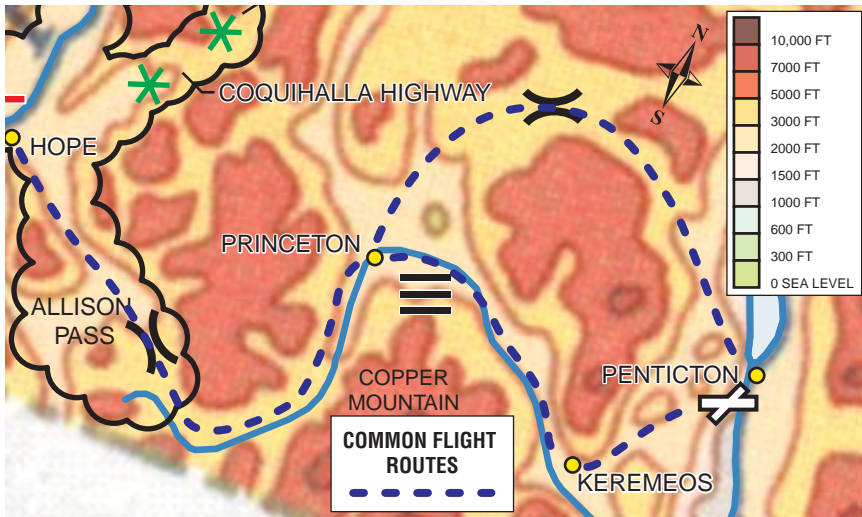 N
S
COQUIHALLA HIGHWAY
HOPE
PRINCETON
ALLISON
PASS
COPPER
MOUNTAIN
PENTICTON
KEREMEOS
COMMON FLIGHT
ROUTES
10,000 FT
7000 FT
5000 FT
3000 FT
2000 FT
1500 FT
1000 FT
600 FT
300 FT
0 SEA LEVEL